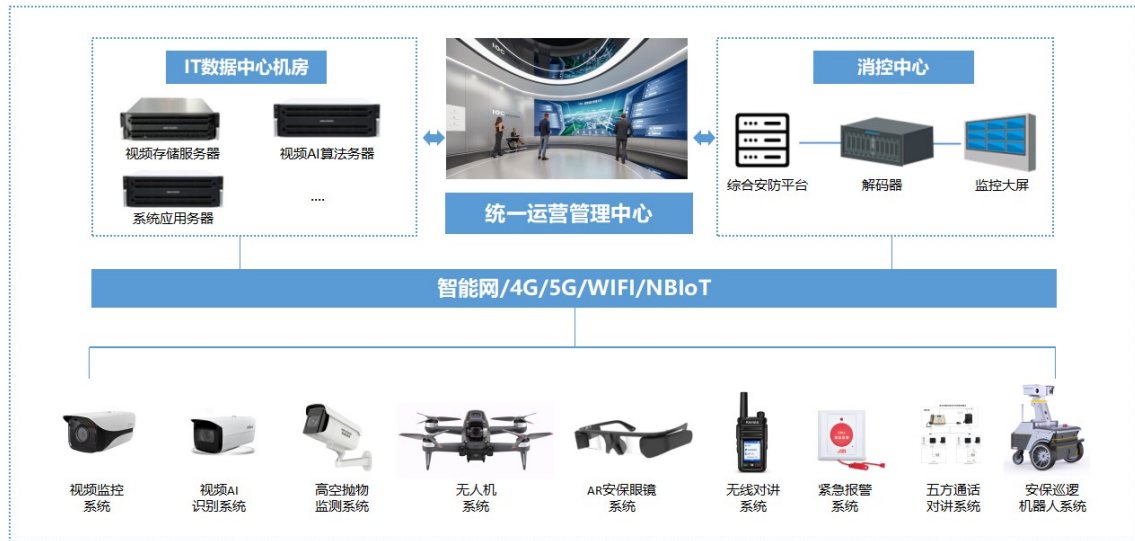 IT数据中心机房
视频存储服务器
视频AI算法务器
系统应用务器
....
IOC
统一运营管理中心
消控中心
综合安防平台
解码器
监控大屏
智能网/4G/5G/WIFI/NBIoT
视频监控
系统
视频AI
识别系统
高空抛物
监测系统
无人机
系统
AR安保眼镜
系统
无线对讲
系统
紧急报警
系统
五方通话
对讲系统
安保巡逻
机器人系统